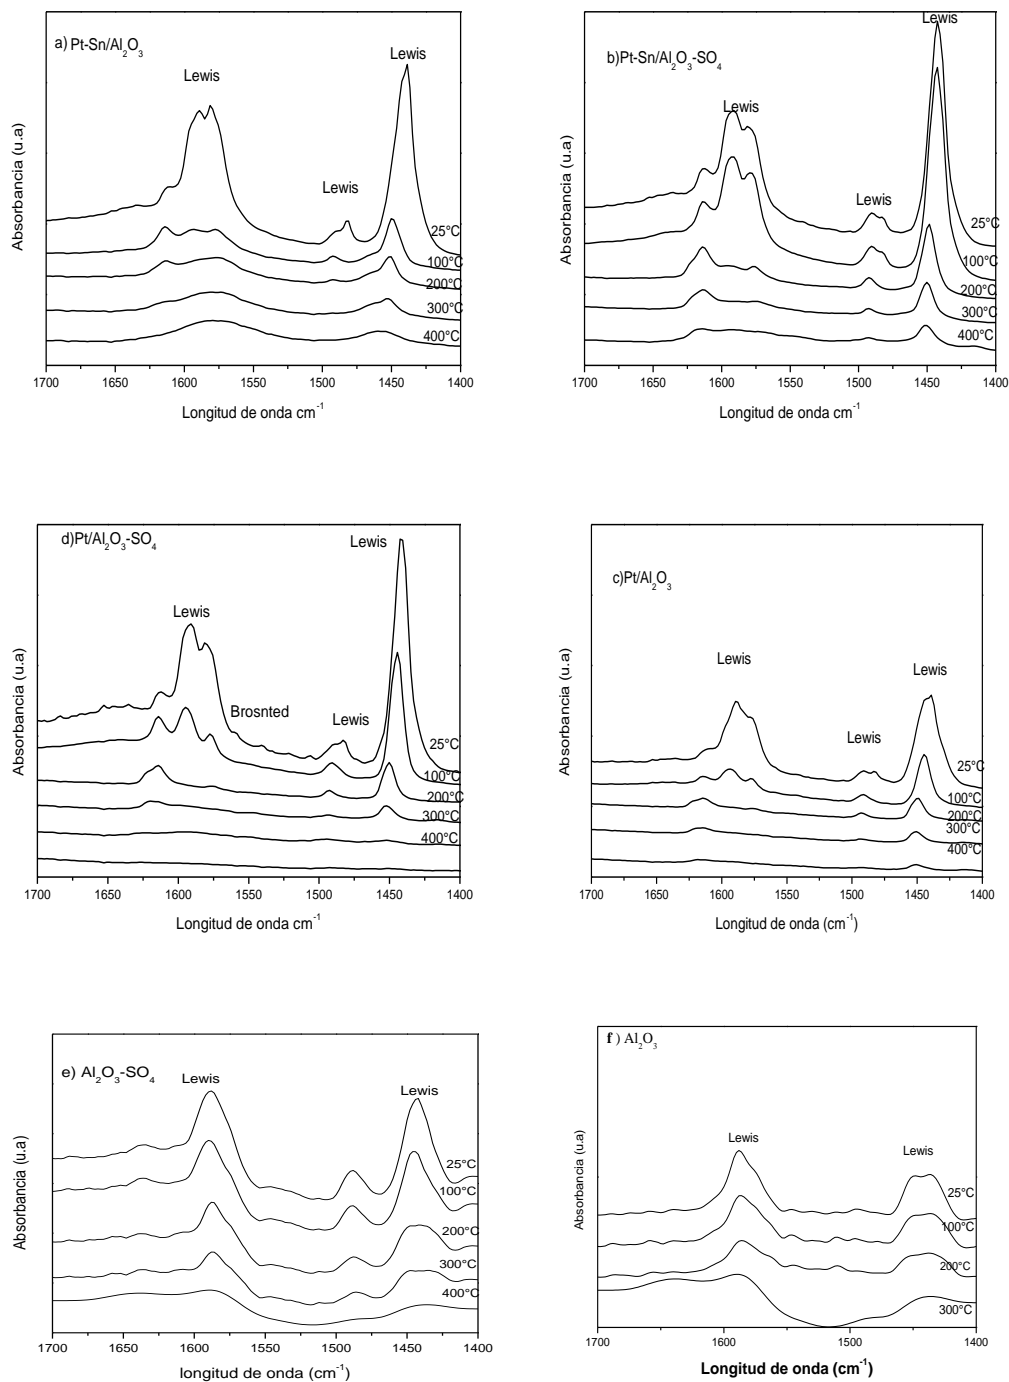 a) Pt-Sn/Al₂O₃
Lewis
Lewis
Lewis
25°C
100°C
200°C
300°C
400°C
Absorbancia (u.a)
1700 1650 1600 1550 1500 1450 1400
Longitud de onda cm⁻¹
b)Pt-Sn/Al₂O₃-SO₄
Lewis
Lewis
Lewis
25°C
100°C
200°C
300°C
400°C
Absorbancia (u.a)
1700 1650 1600 1550 1500 1450 1400
Longitud de onda cm⁻¹
d)Pt/Al₂O₃-SO₄
Lewis
Lewis
Brosnted
Lewis
25°C
100°C
200°C
300°C
400°C
Absorbancia (u.a)
1700 1650 1600 1550 1500 1450 1400
Longitud de onda cm⁻¹
c)Pt/Al₂O₃
Lewis
Lewis
Lewis
25°C
100°C
200°C
300°C
400°C
Absorbancia (u.a)
1700 1650 1600 1550 1500 1450 1400
Longitud de onda (cm⁻¹)
e) Al₂O₃-SO₄
Lewis
Lewis
25°C
100°C
200°C
300°C
400°C
Absorbancia (u.a)
1700 1650 1600 1550 1500 1450 1400
longitud de onda (cm⁻¹)
f ) Al₂O₃
Lewis
Lewis
25°C
100°C
200°C
300°C
Absorbancia (u.a)
1700 1600 1500 1400
Longitud de onda (cm⁻¹)